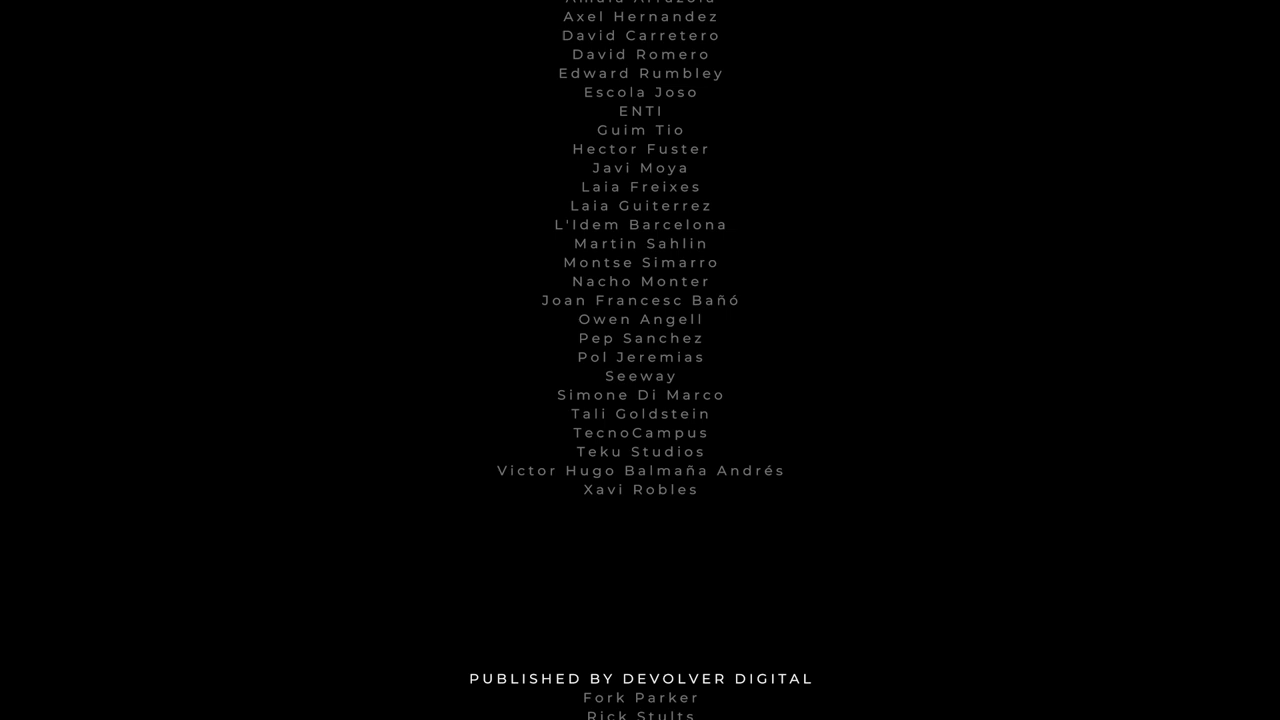 Axel Hernandez
David Carretero
David Romero
Edward Rumbley
Escola Joso
ENTI
Guim Tio
Hector Fuster
Javi Moya
Laia Freixes
Laia Guiterrez
L'Idem Barcelona
Martin Sahlin
Montse Simarro
Nacho Monter
Joan Francesc Bañó
Owen Angell
Pep Sanchez
Pol Jeremias
Seeway
Simone Di Marco
Tali Goldstein
TecnoCampus
Teku Studios
Victor Hugo Balmaña Andrés
Xavi Robles
PUBLISHED BY DEVOLVER DIGITAL
Fork Parker
Rick Stults